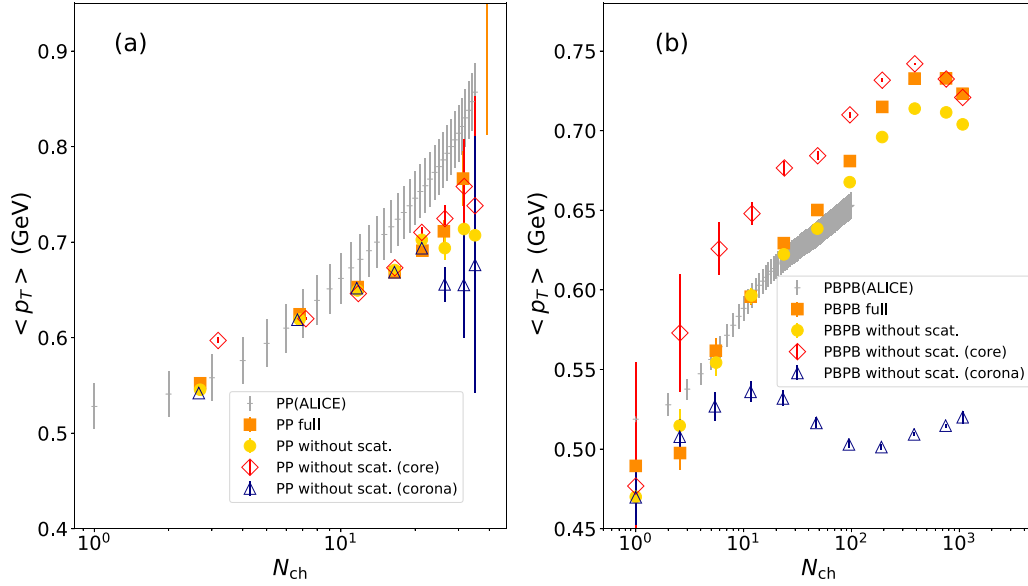 (a)
0.9
0.8
0.7
0.6
0.5
0.4
< p_T > (GeV)
10^0
10^1
N_ch
PP(ALICE)
PP full
PP without scat.
PP without scat. (core)
PP without scat. (corona)
(b)
0.75
0.70
0.65
0.60
0.55
0.50
0.45
< p_T > (GeV)
10^0
10^1
10^2
10^3
N_ch
PBPB(ALICE)
PBPB full
PBPB without scat.
PBPB without scat. (core)
PBPB without scat. (corona)